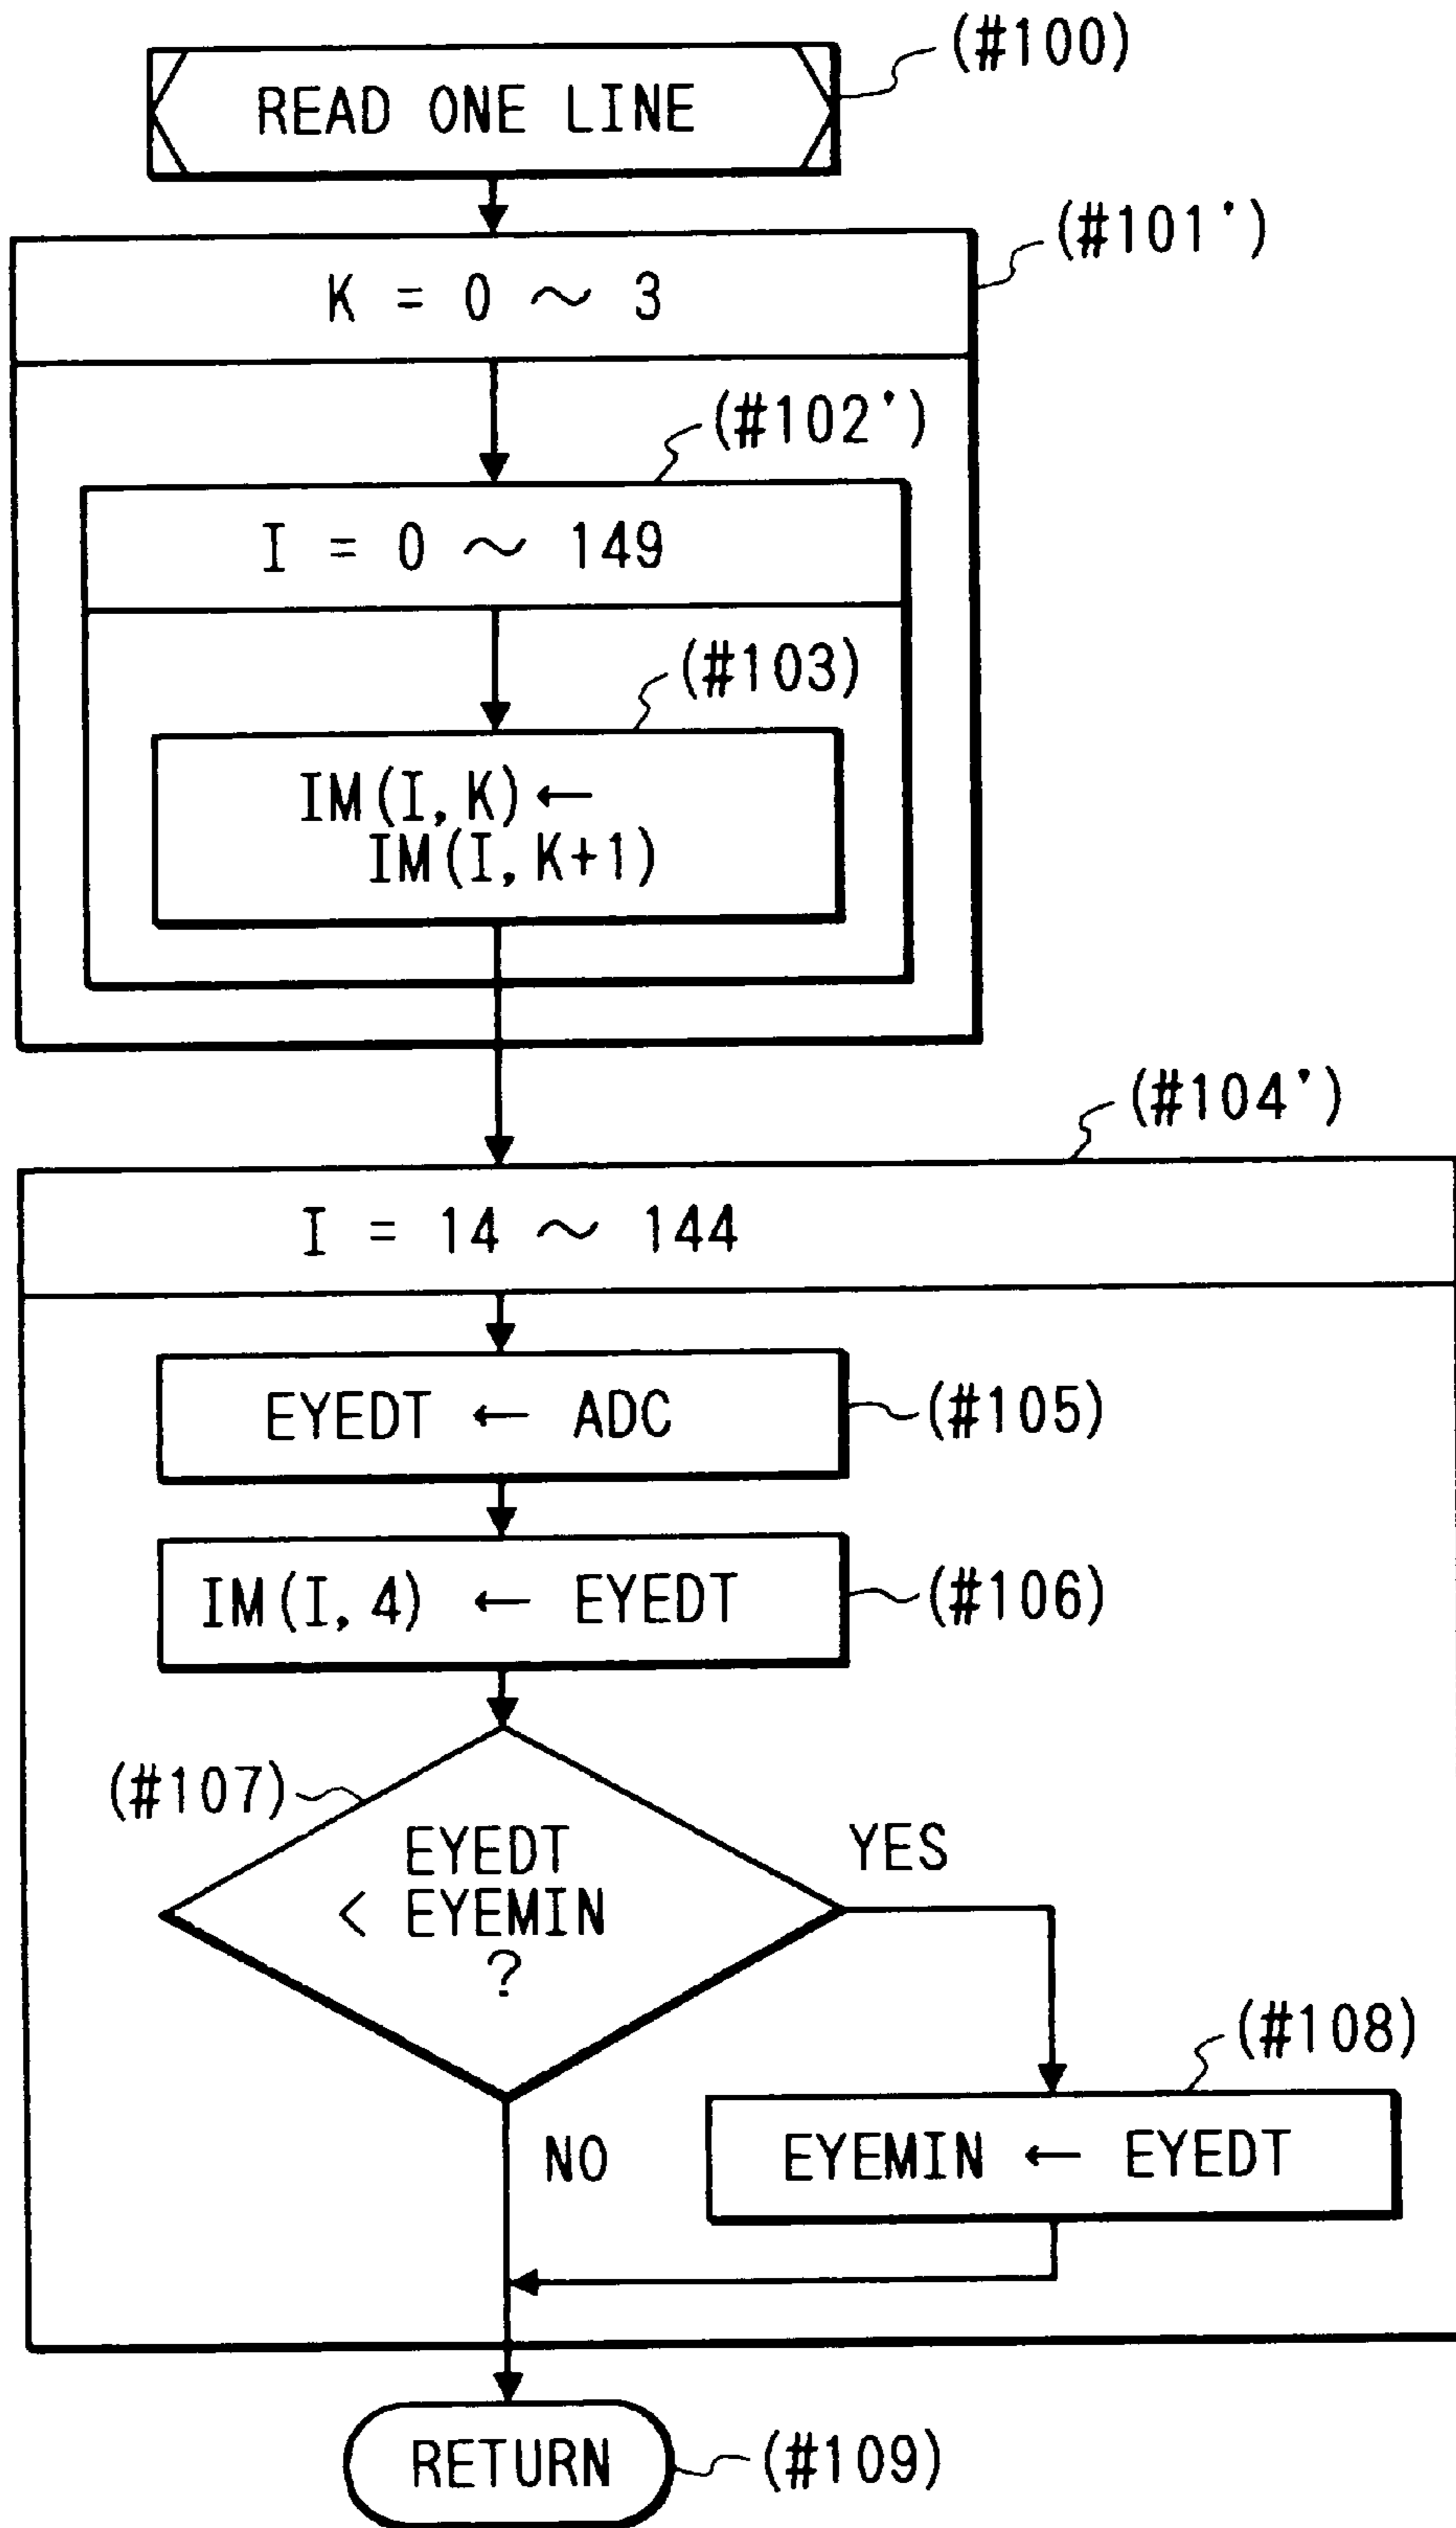 (#100)
READ ONE LINE
(#101')
K = 0 ～ 3
(#102')
I = 0 ～ 149
(#103)
IM(I,K)←
IM(I,K+1)
(#104')
I = 14 ～ 144
EYEDT ← ADC
(#105)
IM(I,4) ← EYEDT
(#106)
(#107)
EYEDT
< EYEMIN
?
YES
NO
(#108)
EYEMIN ← EYEDT
RETURN
(#109)